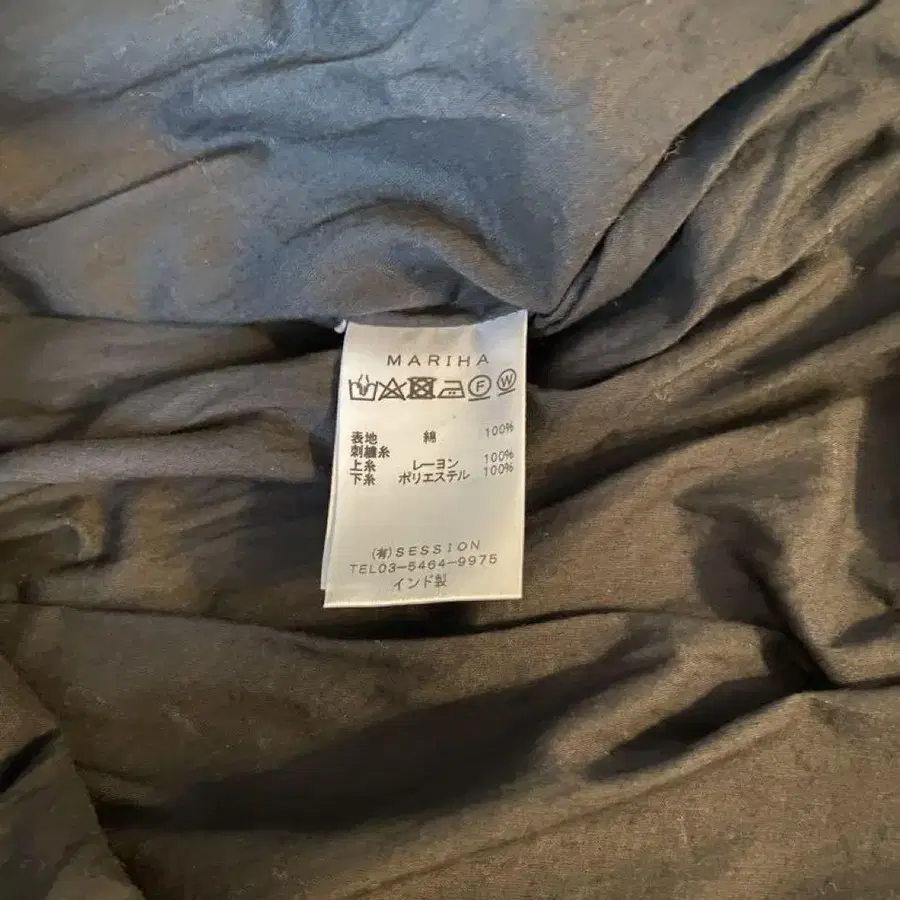 MARIHA
F W
表地 綿 100%
刺繍糸
上糸 レーヨン 100%
下糸 ポリエステル 100%
(有)SESSION
TEL03-5464-9975
インド製